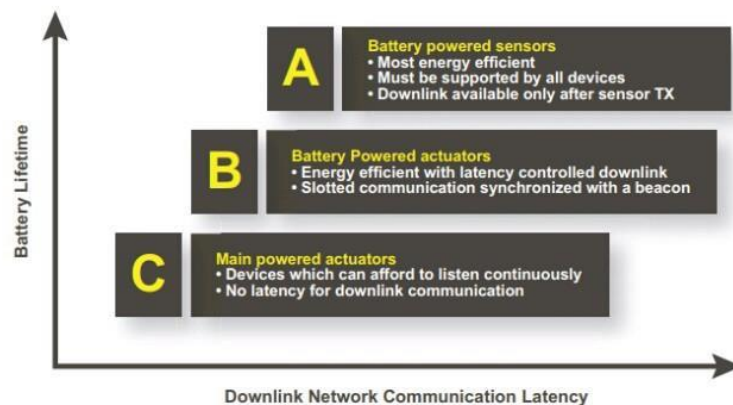 Battery Lifetime
A
Battery powered sensors
• Most energy efficient
• Must be supported by all devices
• Downlink available only after sensor TX
B
Battery Powered actuators
• Energy efficient with latency controlled downlink
• Slotted communication synchronized with a beacon
C
Main powered actuators
• Devices which can afford to listen continuously
• No latency for downlink communication
Downlink Network Communication Latency